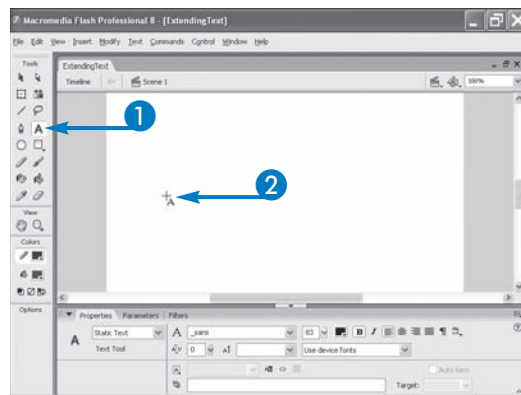 Macromedia Flash Professional 8 - [ExtendingText]
File Edit View Insert Modify Text Commands Control Window Help
Tools
ExtendingText
Timeline
Scene 1
100%
1
A
2
A
View
Colors
Options
Properties Parameters Filters
A
Static Text
Text Tool
A
_sans
83
B
I
A/V
0
Use device fonts
Auto kern
Target: